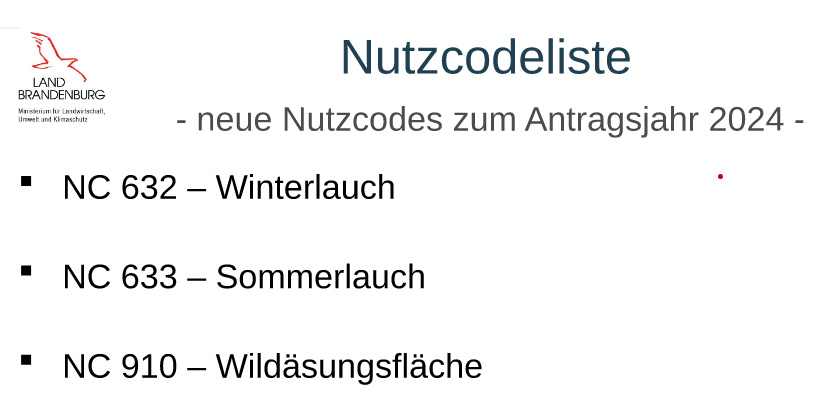 Nutzcodeliste
LAND
BRANDENBURG
Ministerium für Landwirtschaft,
Umwelt und Klimaschutz
- neue Nutzcodes zum Antragsjahr 2024 -
▪ NC 632 – Winterlauch
▪ NC 633 – Sommerlauch
▪ NC 910 – Wildäsungsfläche